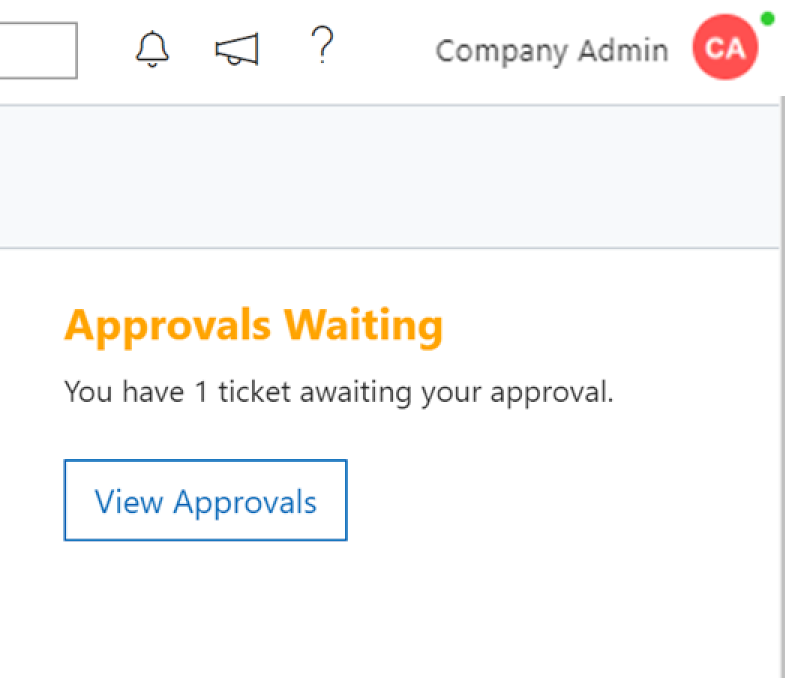 Company Admin CA
Approvals Waiting
You have 1 ticket awaiting your approval.
View Approvals